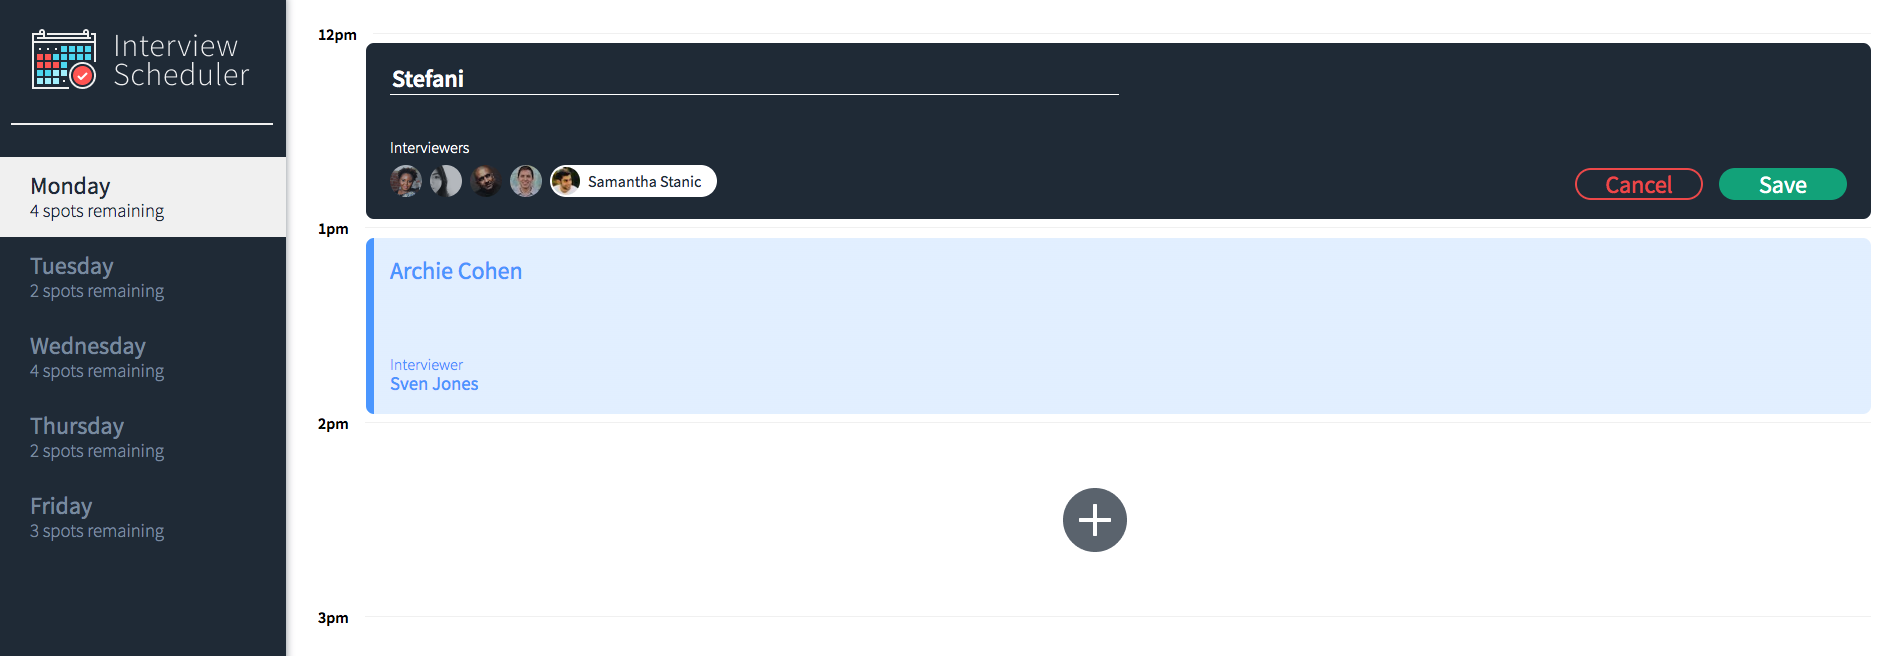 Interview
Scheduler
Monday
4 spots remaining
Tuesday
2 spots remaining
Wednesday
4 spots remaining
Thursday
2 spots remaining
Friday
3 spots remaining
12pm
Stefani
Interviewers
Samantha Stanic
Cancel
Save
1pm
Archie Cohen
Interviewer
Sven Jones
2pm
3pm